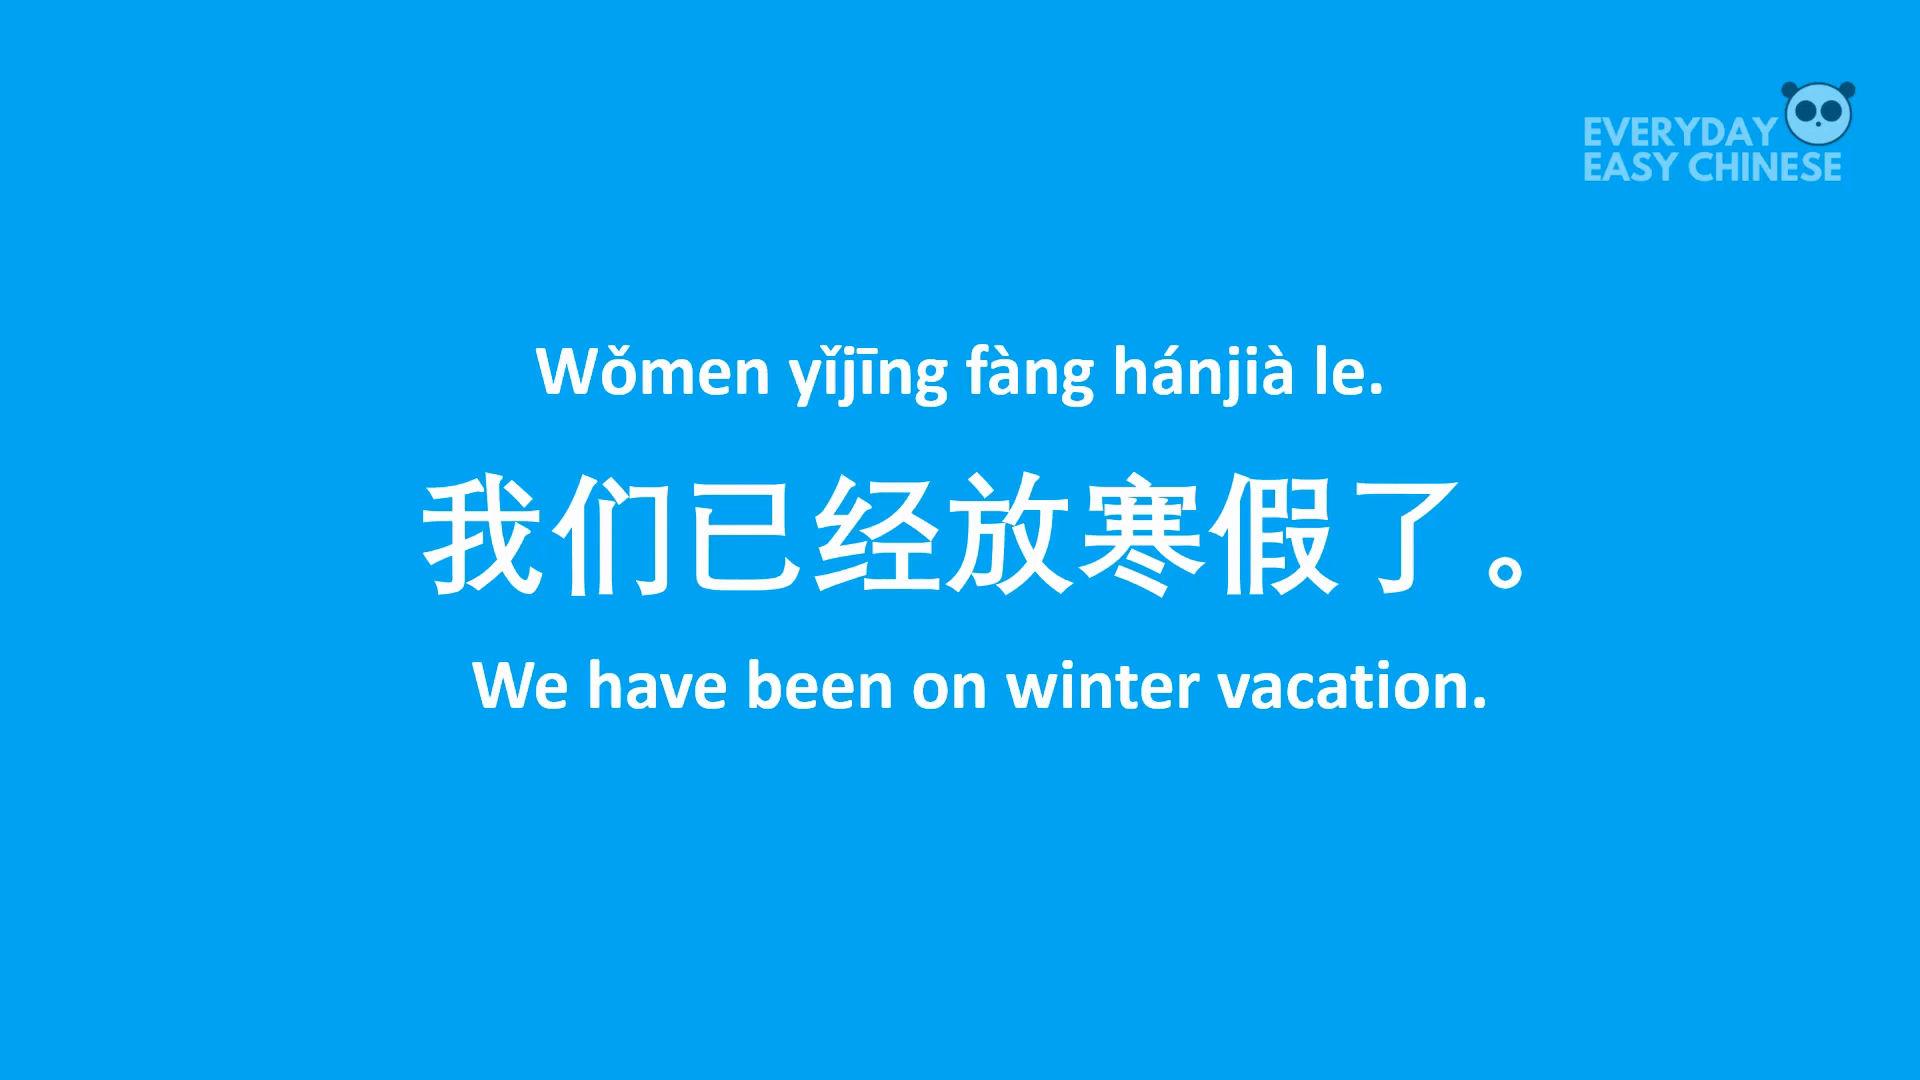 EVERYDAY
EASY CHINESE
Wǒmen yǐjīng fàng hánjià le.
我们已经放寒假了。
We have been on winter vacation.